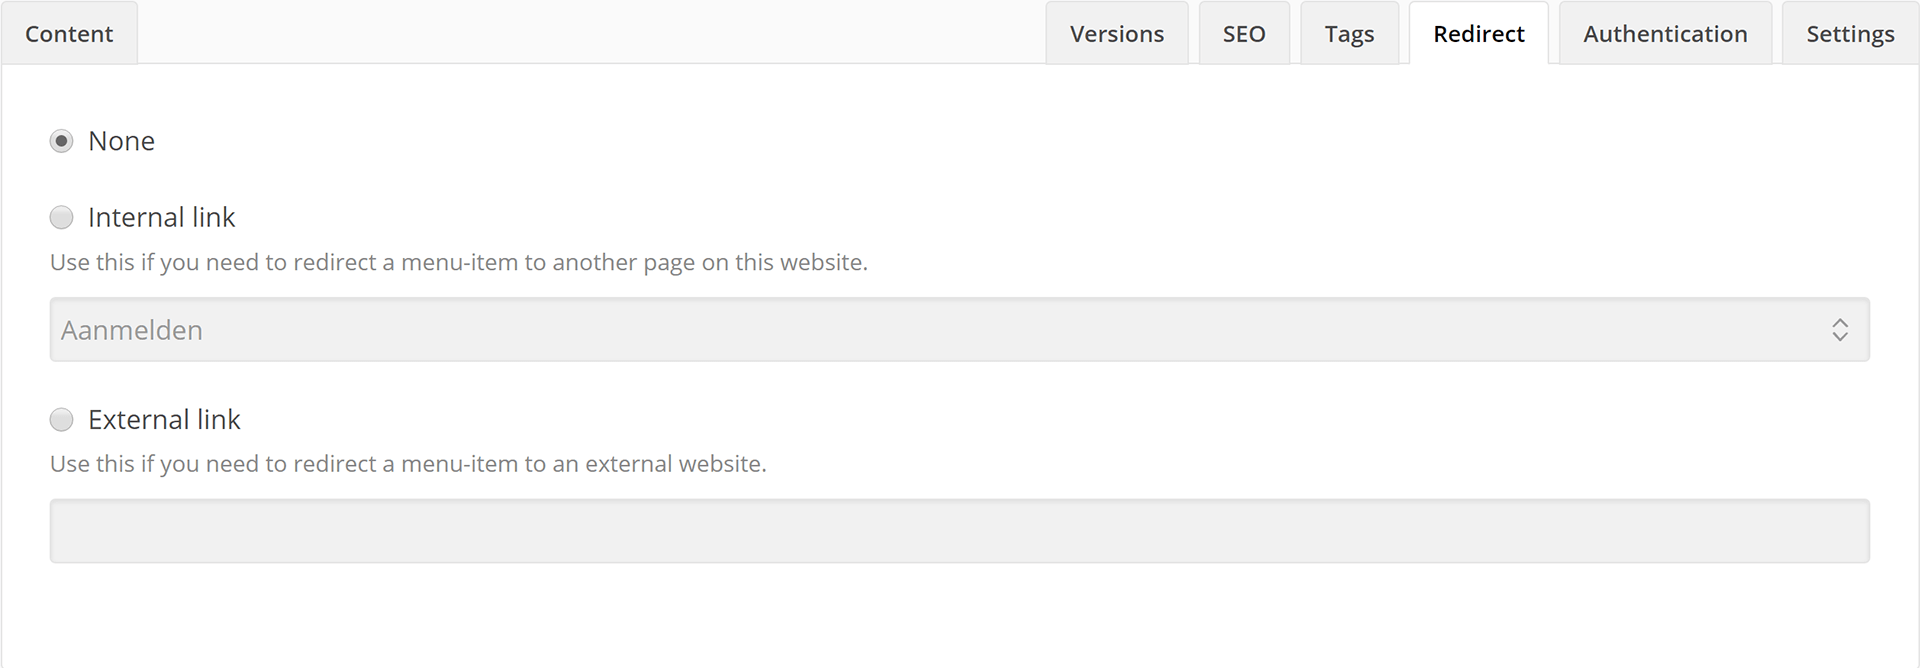 Content Versions SEO Tags Redirect Authentication Settings
None
Internal link
Use this if you need to redirect a menu-item to another page on this website.
Aanmelden
External link
Use this if you need to redirect a menu-item to an external website.